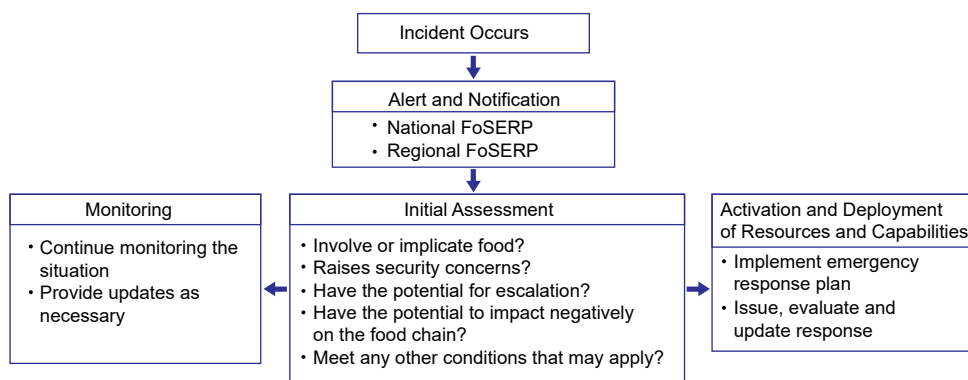 Incident Occurs
Alert and Notification
• National FoSERP
• Regional FoSERP
Monitoring
• Continue monitoring the
situation
• Provide updates as
necessary
Initial Assessment
• Involve or implicate food?
• Raises security concerns?
• Have the potential for escalation?
• Have the potential to impact negatively
on the food chain?
• Meet any other conditions that may apply?
Activation and Deployment
of Resources and Capabilities
• Implement emergency
response plan
• Issue, evaluate and
update response